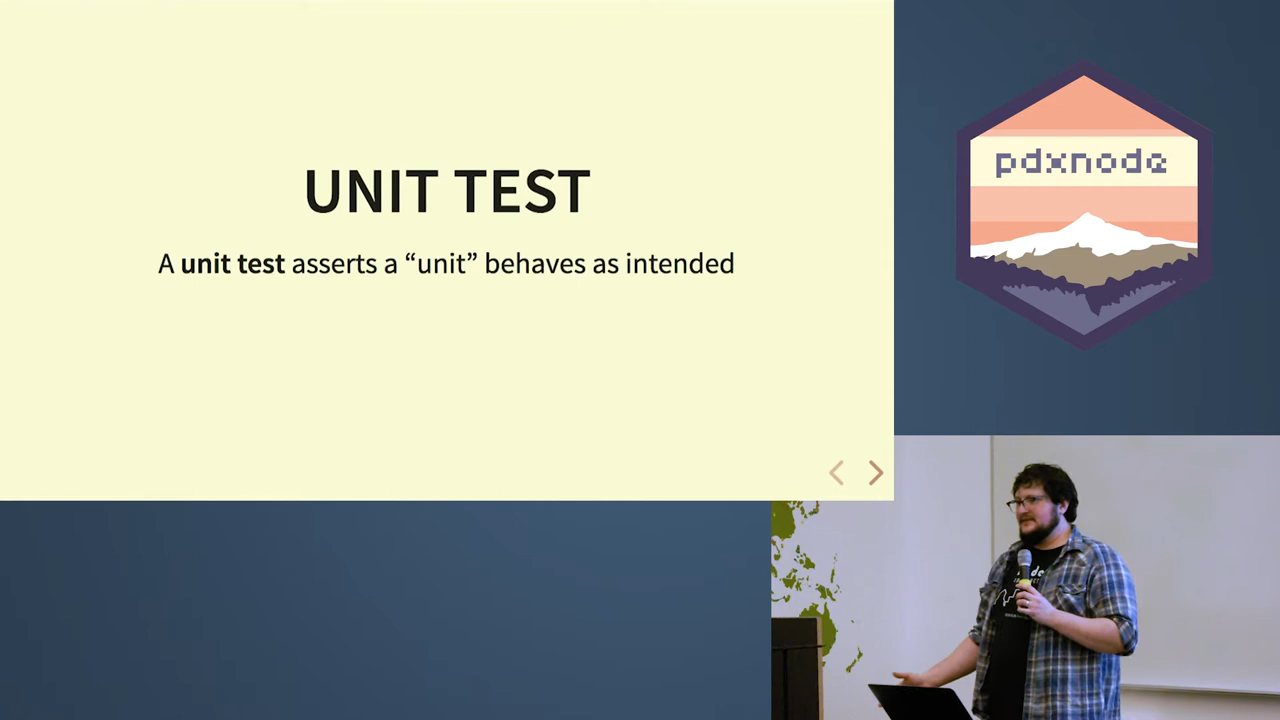 UNIT TEST
A unit test asserts a “unit” behaves as intended
pdxnode